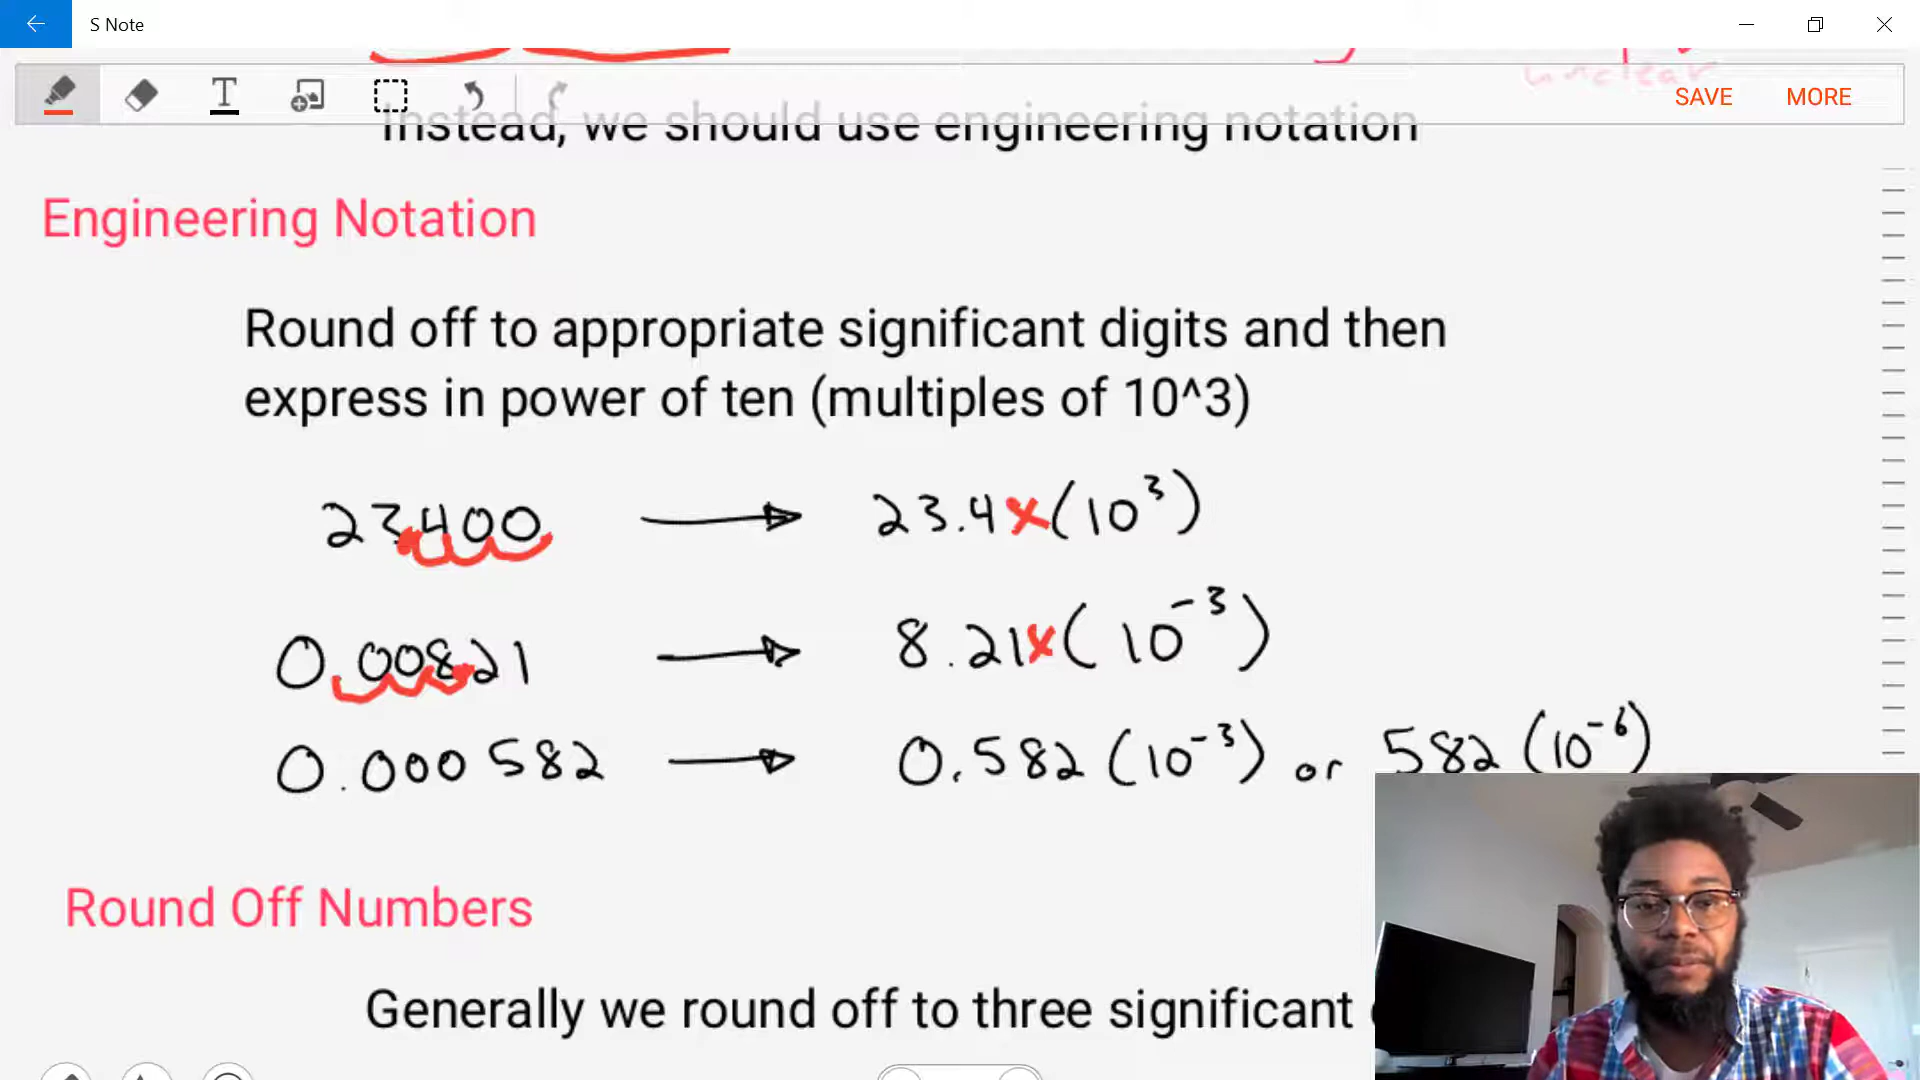 S Note
unclear
SAVE MORE
Instead, we should use engineering notation
Engineering Notation
Round off to appropriate significant digits and then
express in power of ten (multiples of 10^3)
23400 → 23.4×(10³)
0.00821 → 8.21×(10⁻³)
0.000582 → 0.582(10⁻³) or 582(10⁻⁶)
Round Off Numbers
Generally we round off to three significant